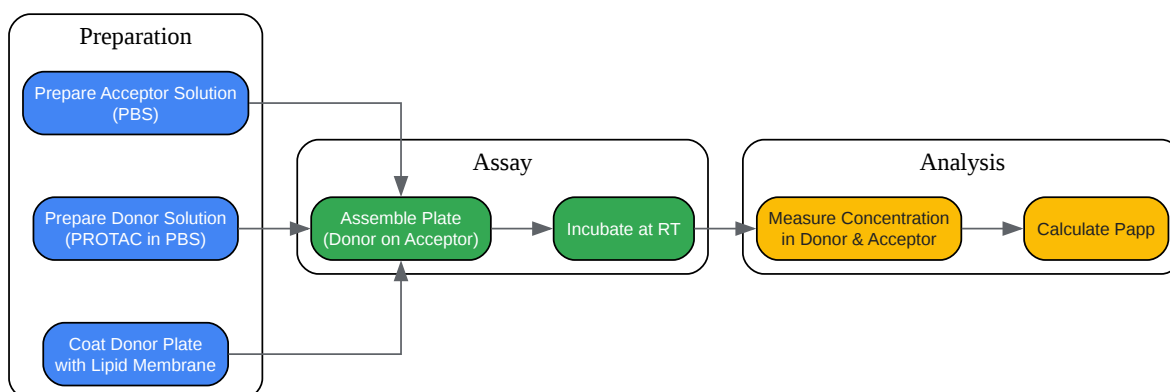 Preparation
Prepare Acceptor Solution
(PBS)
Prepare Donor Solution
(PROTAC in PBS)
Coat Donor Plate
with Lipid Membrane
Assay
Assemble Plate
(Donor on Acceptor)
Incubate at RT
Analysis
Measure Concentration
in Donor & Acceptor
Calculate Papp